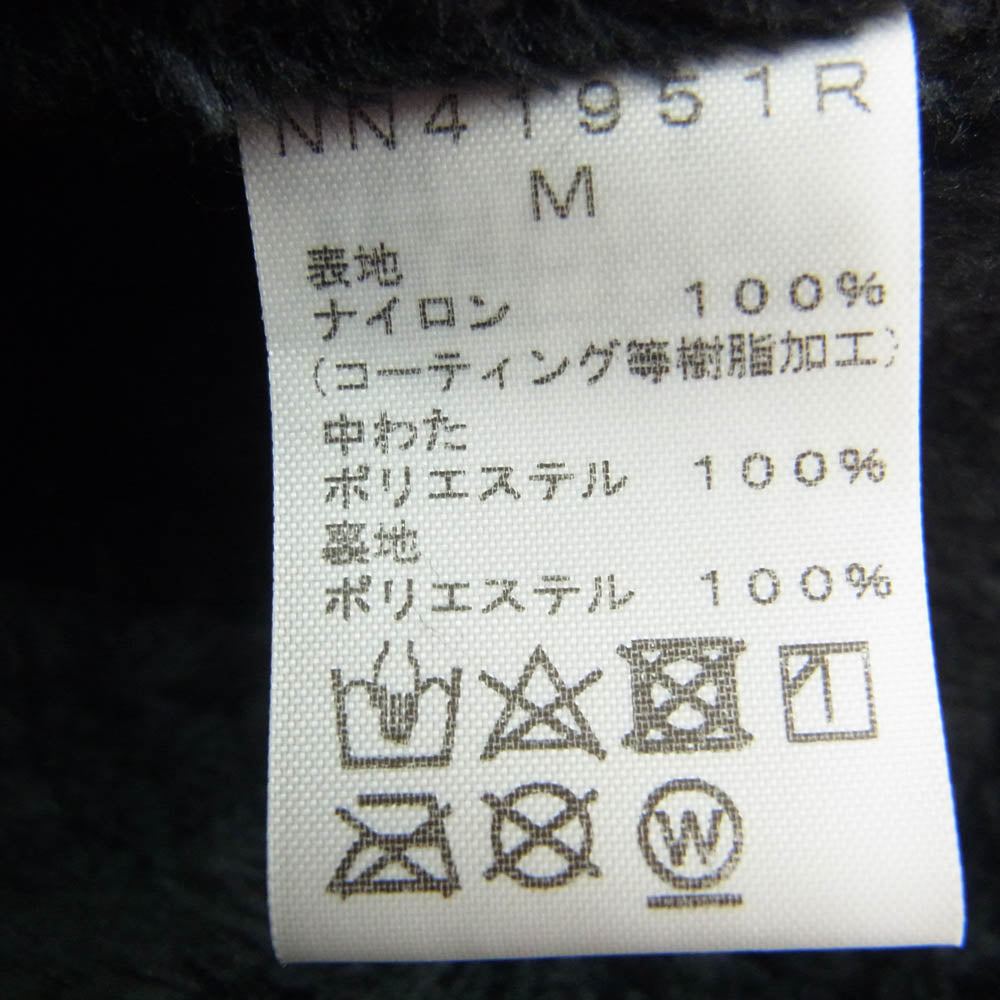 NN41951R
M
表地
ナイロン 100%
(コーティング等樹脂加工)
中わた
ポリエステル 100%
裏地
ポリエステル 100%
W